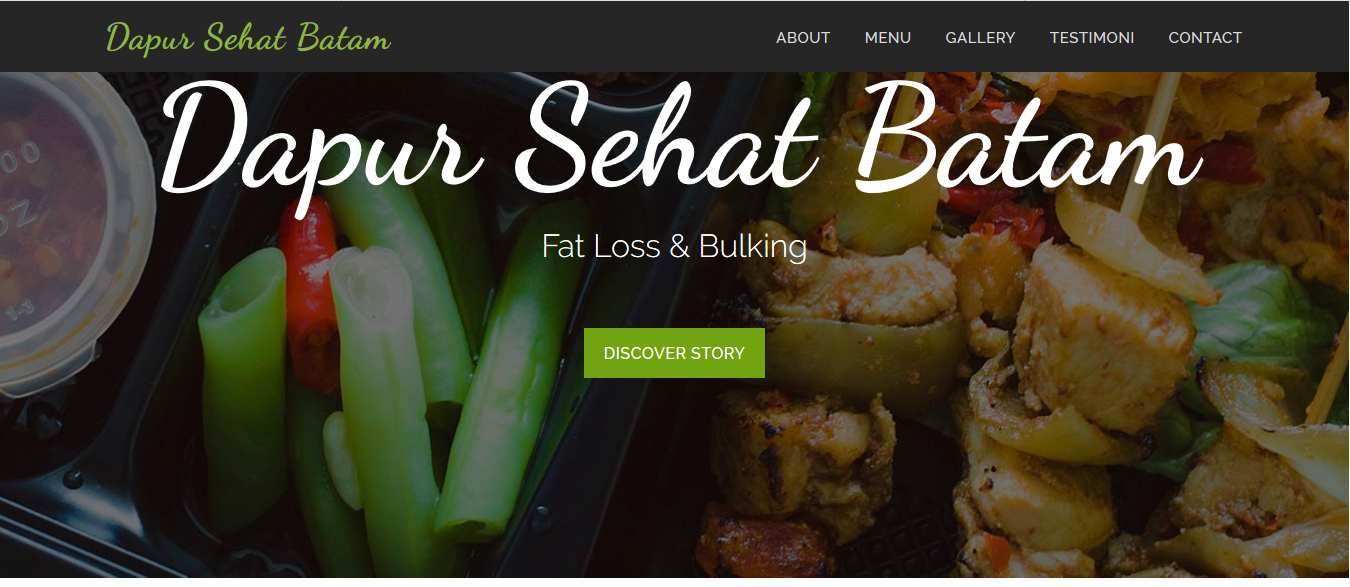 Dapur Sehat Batam
ABOUT MENU GALLERY TESTIMONI CONTACT
Dapur Sehat Batam
Fat Loss & Bulking
DISCOVER STORY